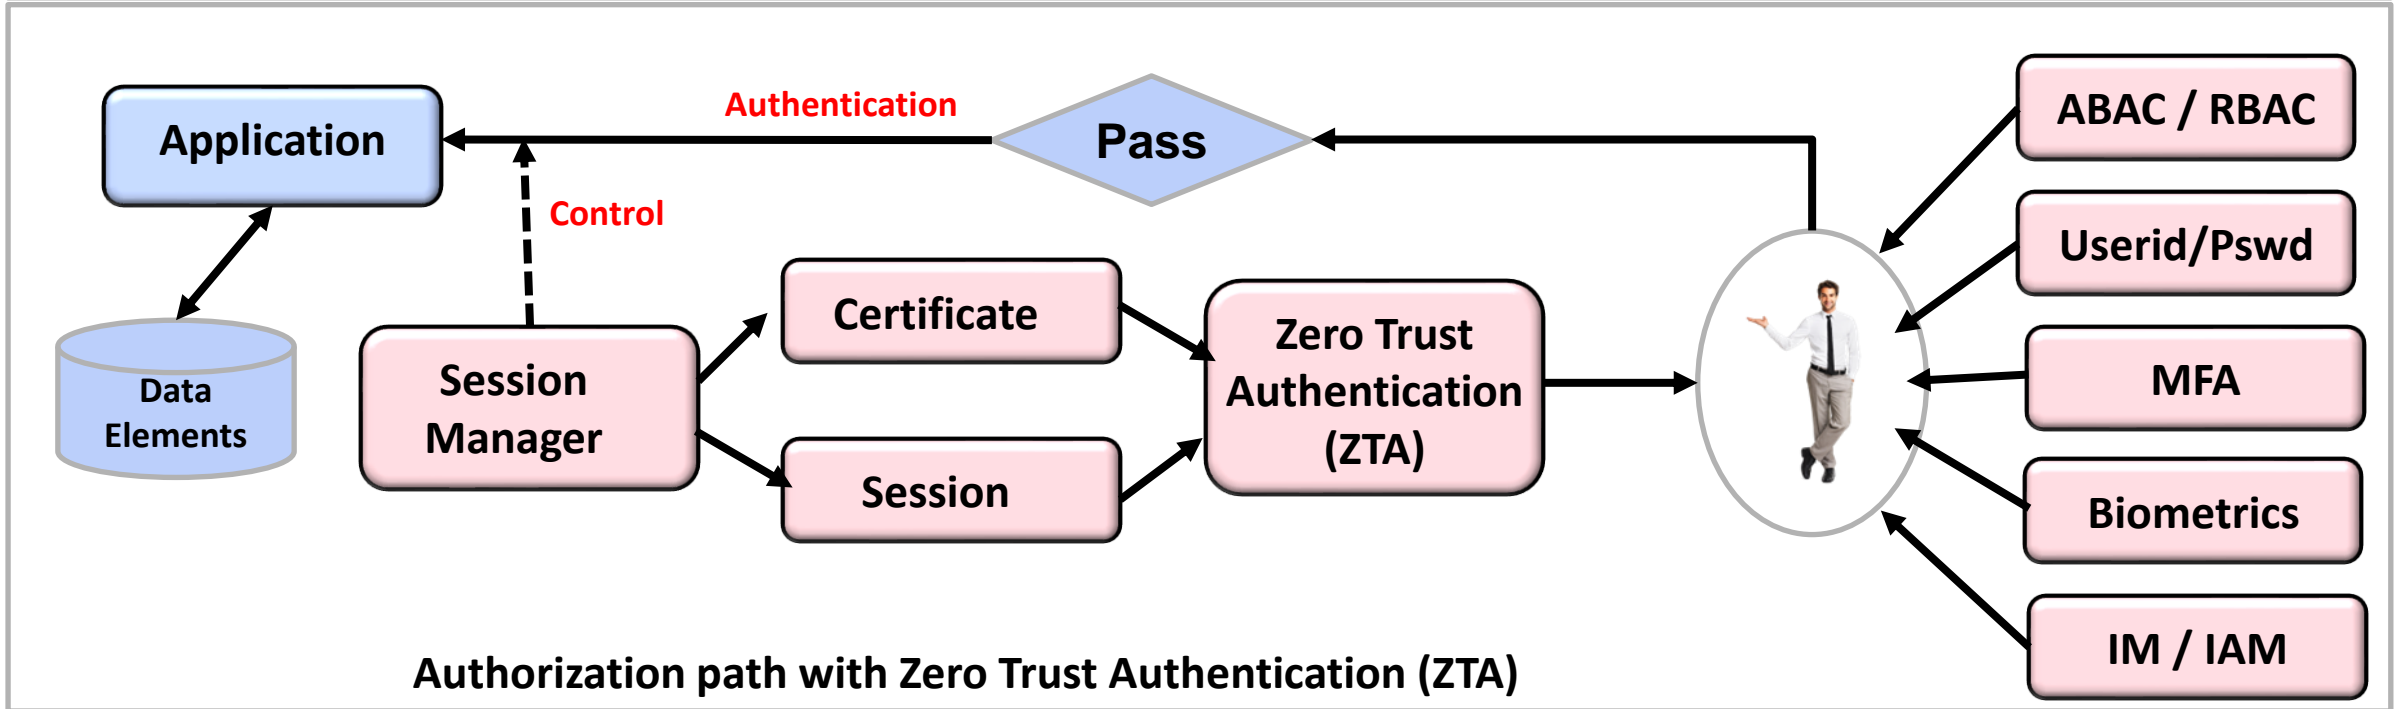 Application
Authentication
Pass
ABAC / RBAC
Control
Userid/Pswd
Data
Elements
Session
Manager
Certificate
Session
Zero Trust
Authentication
(ZTA)
MFA
Biometrics
IM / IAM
Authorization path with Zero Trust Authentication (ZTA)